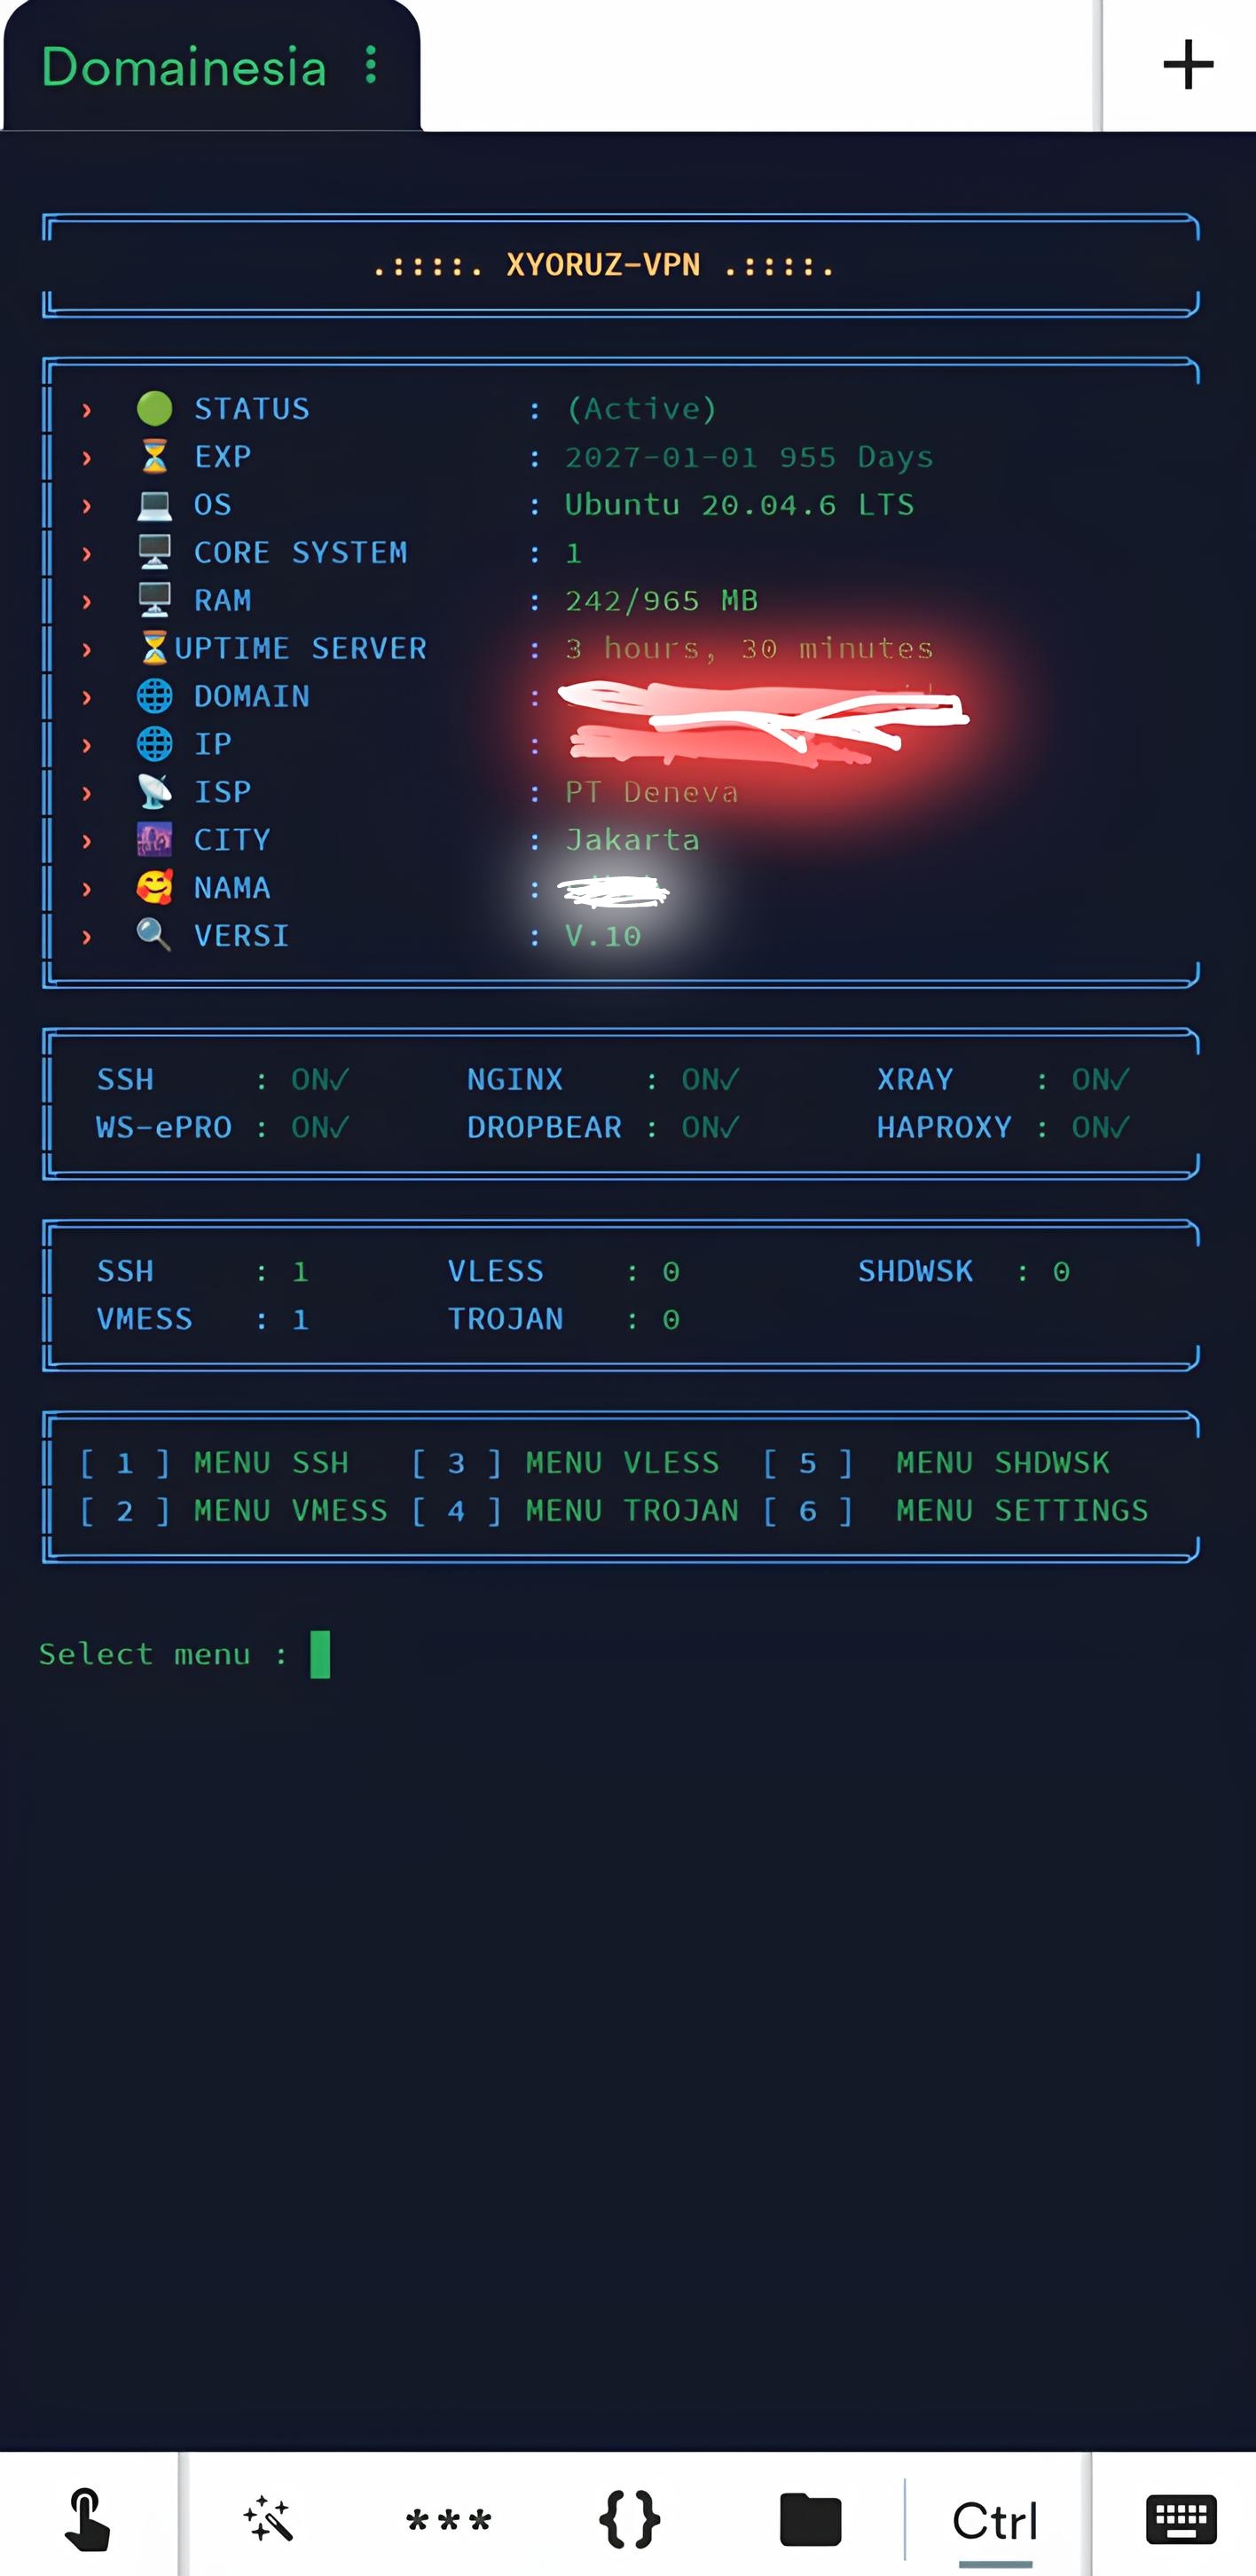 Domainesia
.::::. XYORUZ-VPN .::::.
› STATUS : (Active)
› EXP : 2027-01-01 955 Days
› OS : Ubuntu 20.04.6 LTS
› CORE SYSTEM : 1
› RAM : 242/965 MB
› UPTIME SERVER : 3 hours, 30 minutes
› DOMAIN :
› IP :
› ISP : PT Deneva
› CITY : Jakarta
› NAMA :
› VERSI : V.10
SSH : ON✓ NGINX : ON✓ XRAY : ON✓
WS-ePRO : ON✓ DROPBEAR : ON✓ HAPROXY : ON✓
SSH : 1 VLESS : 0 SHDWSK : 0
VMESS : 1 TROJAN : 0
[ 1 ] MENU SSH [ 3 ] MENU VLESS [ 5 ] MENU SHDWSK
[ 2 ] MENU VMESS [ 4 ] MENU TROJAN [ 6 ] MENU SETTINGS
Select menu :
*** {} Ctrl